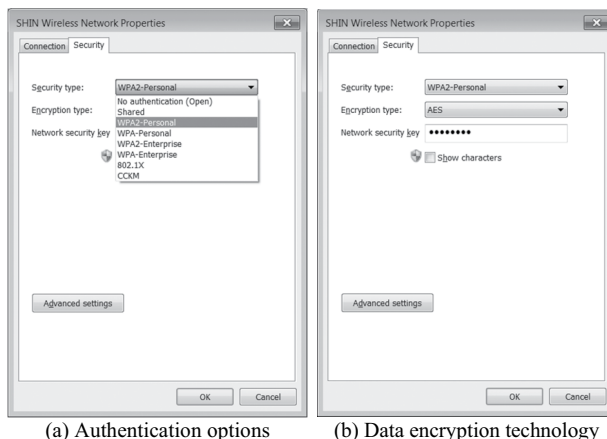 SHIN Wireless Network Properties
Connection Security
Security type: WPA2-Personal
No authentication (Open)
Encryption type: Shared
WPA2-Personal
Network security key WPA-Personal
WPA2-Enterprise
WPA-Enterprise
802.1X
CCKM
Advanced settings
OK Cancel
(a) Authentication options
SHIN Wireless Network Properties
Connection Security
Security type: WPA2-Personal
Encryption type: AES
Network security key ••••••••
Show characters
Advanced settings
OK Cancel
(b) Data encryption technology